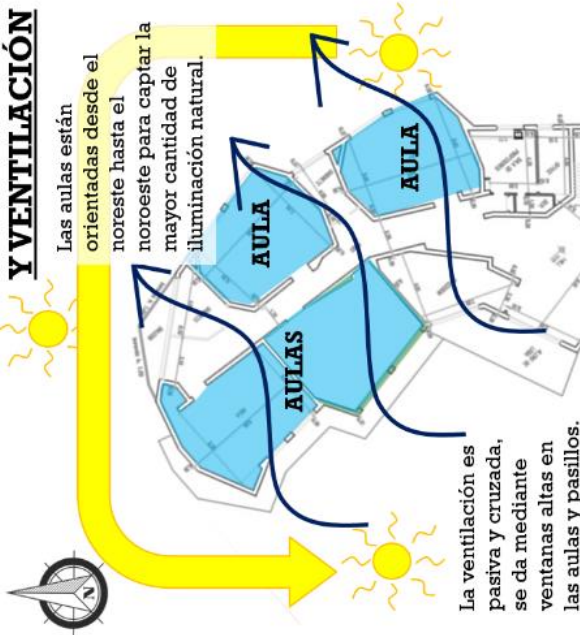 Y VENTILACIÓN
Las aulas están
orientadas desde el
noreste hasta el
noroeste para captar la
mayor cantidad de
iluminación natural.
AULA
AULA
AULAS
N
La ventilación es
pasiva y cruzada,
se da mediante
ventanas altas en
las aulas y pasillos.